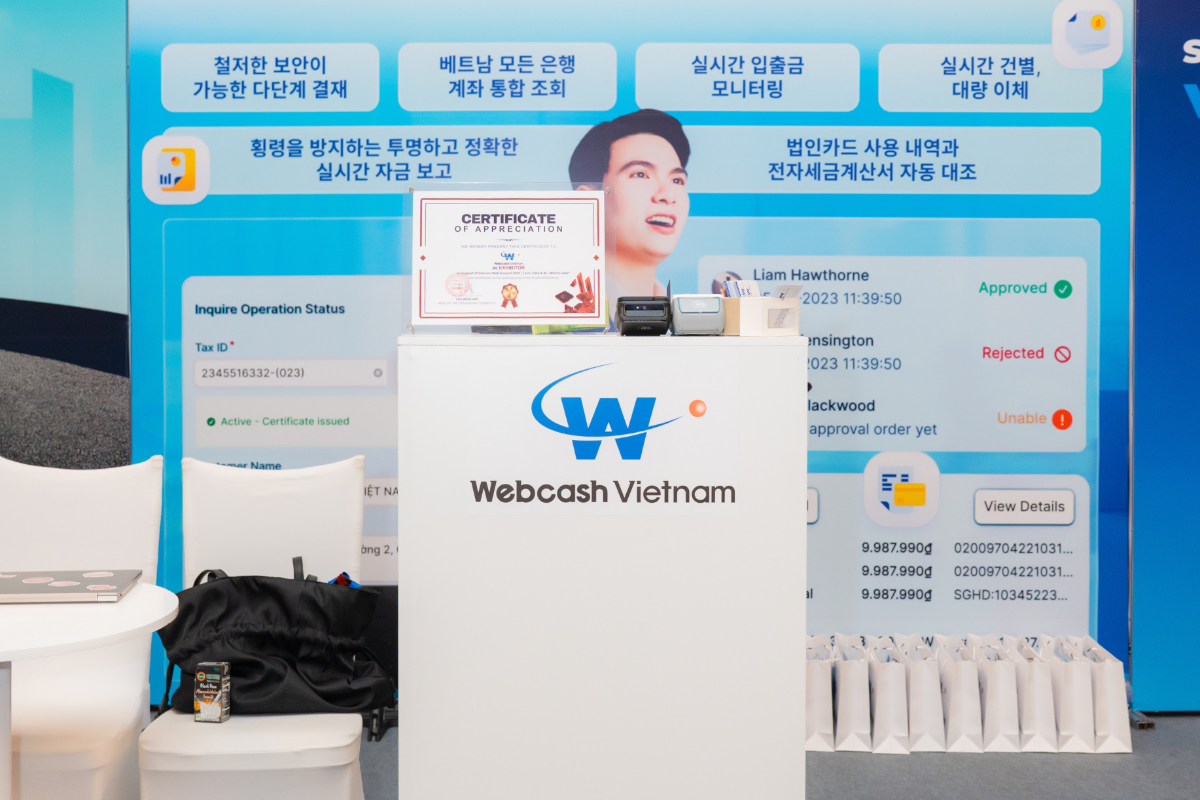 철저한 보안이
가능한 다단계 결재
베트남 모든 은행
계좌 통합 조회
실시간 입출금
모니터링
실시간 건별,
대량 이체
횡령을 방지하는 투명하고 정확한
실시간 자금 보고
법인카드 사용 내역과
전자세금계산서 자동 대조
CERTIFICATE
OF APPRECIATION
EXHIBITOR
Inquire Operation Status
Tax ID*
2345516332-(023)
Active - Certificate issued
Name
Liam Hawthorne
2023 11:39:50
Approved
ensington
2023 11:39:50
Rejected
lackwood
approval order yet
Unable
View Details
9.987.990₫ 02009704221031...
9.987.990₫ 02009704221031...
9.987.990₫ SGHD:10345223...
W
Webcash Vietnam